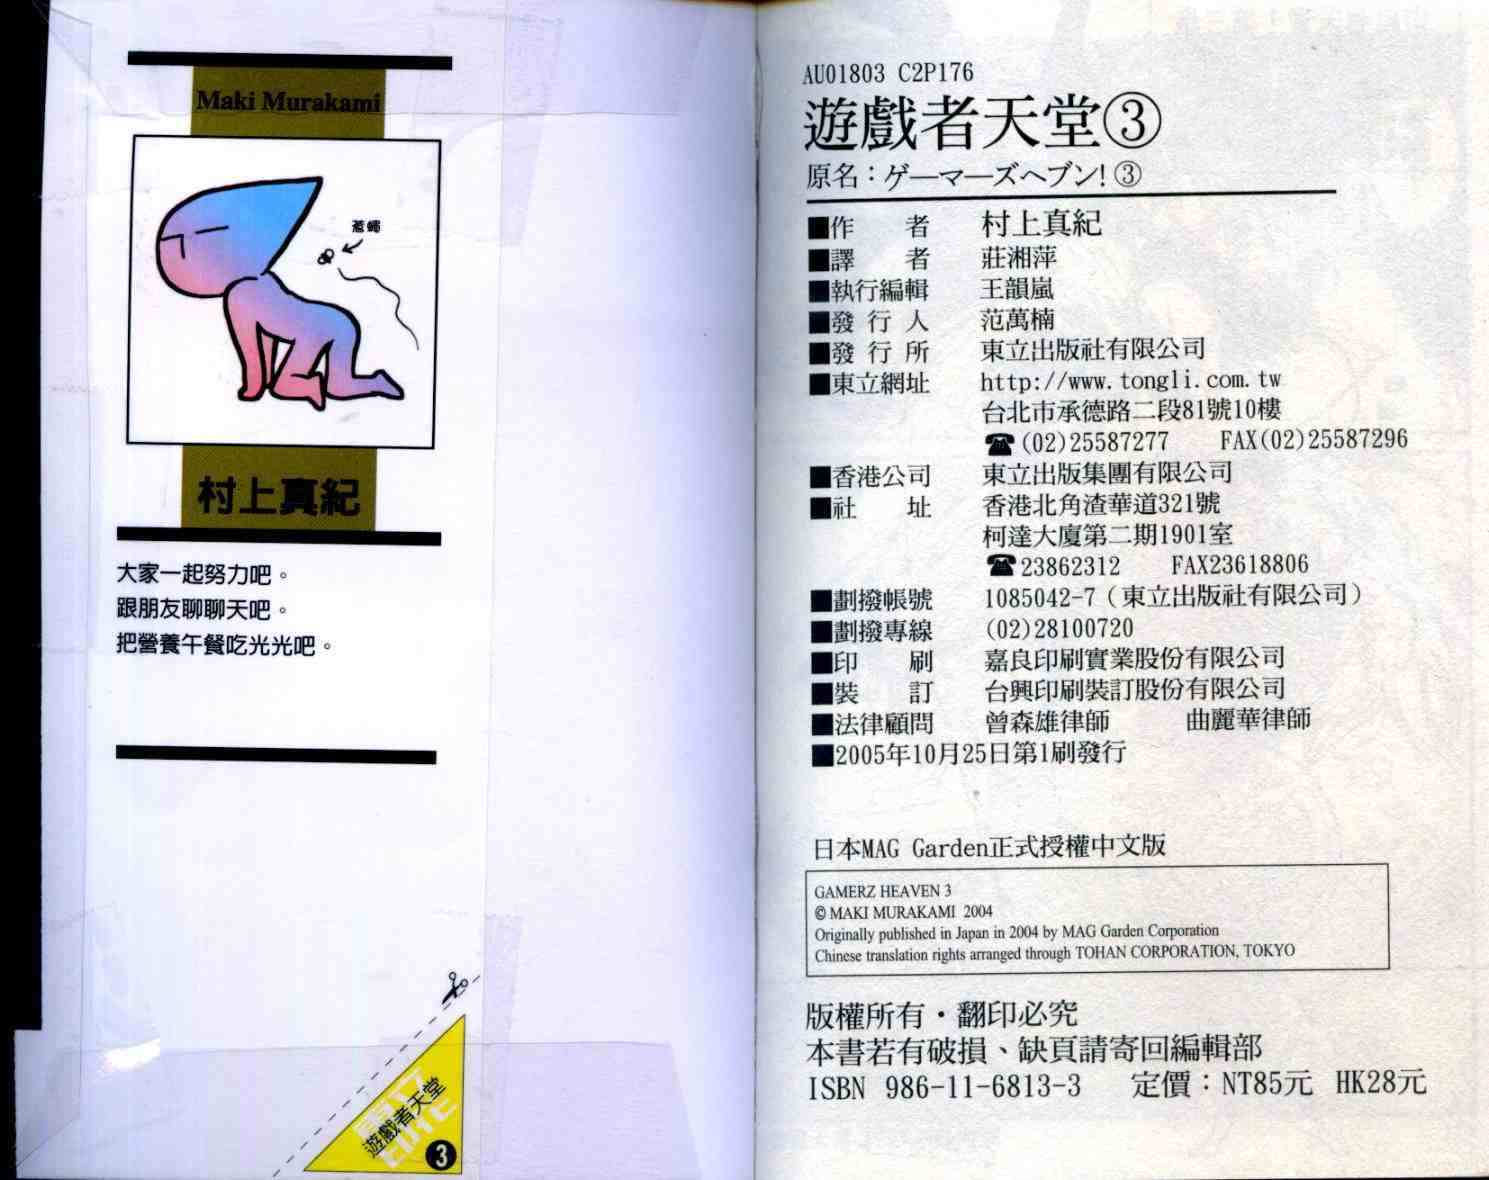 Maki Murakami
惹蠅
村上真紀
大家一起努力吧。
跟朋友聊聊天吧。
把營養午餐吃光光吧。
遊戲者天堂
3
AU01803 C2P176
遊戲者天堂③
原名：ゲーマーズヘブン!③
■作　　者　村上真紀
■譯　　者　莊湘萍
■執行編輯　王韻嵐
■發 行 人　范萬楠
■發 行 所　東立出版社有限公司
■東立網址　http://www.tongli.com.tw
台北市承德路二段81號10樓
☎(02)25587277　FAX(02)25587296
■香港公司　東立出版集團有限公司
■社　　址　香港北角渣華道321號
柯達大廈第二期1901室
☎23862312　FAX23618806
■劃撥帳號　1085042-7（東立出版社有限公司）
■劃撥專線　(02)28100720
■印　　刷　嘉良印刷實業股份有限公司
■裝　　訂　台興印刷裝訂股份有限公司
■法律顧問　曾森雄律師　曲麗華律師
■2005年10月25日第1刷發行
日本MAG Garden正式授權中文版
GAMERZ HEAVEN 3
© MAKI MURAKAMI 2004
Originally published in Japan in 2004 by MAG Garden Corporation
Chinese translation rights arranged through TOHAN CORPORATION, TOKYO
版權所有・翻印必究
本書若有破損、缺頁請寄回編輯部
ISBN 986-11-6813-3　定價：NT85元 HK28元